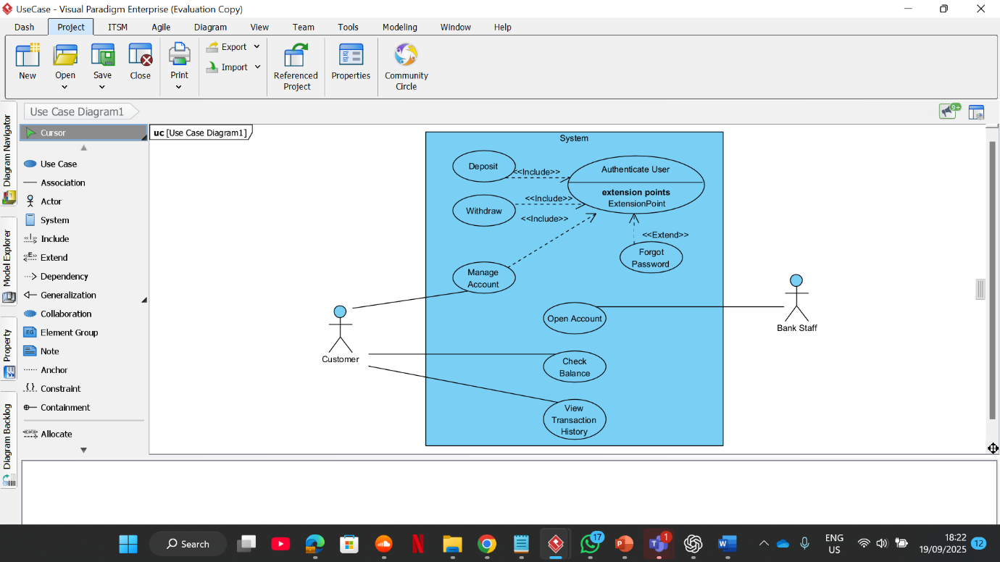 UseCase - Visual Paradigm Enterprise (Evaluation Copy)
Dash Project ITSM Agile Diagram View Team Tools Modeling Window Help
New
Open
Save
Close
Print
Export
Import
Referenced
Project
Properties
Community
Circle
Use Case Diagram1
9+
Diagram Navigator
Model Explorer
Property
Diagram Backlog
Cursor
Use Case
Association
Actor
System
Include
Extend
Dependency
Generalization
Collaboration
EG Element Group
Note
Anchor
Constraint
Containment
Allocate
uc [Use Case Diagram1]
System
Deposit
<<Include>>
Authenticate User
extension points
ExtensionPoint
Withdraw
<<Include>>
<<Include>>
<<Extend>>
Forgot
Password
Manage
Account
Customer
Open Account
Bank Staff
Check
Balance
View
Transaction
History
Search
17
1
ENG
US
18:22
19/09/2025
12